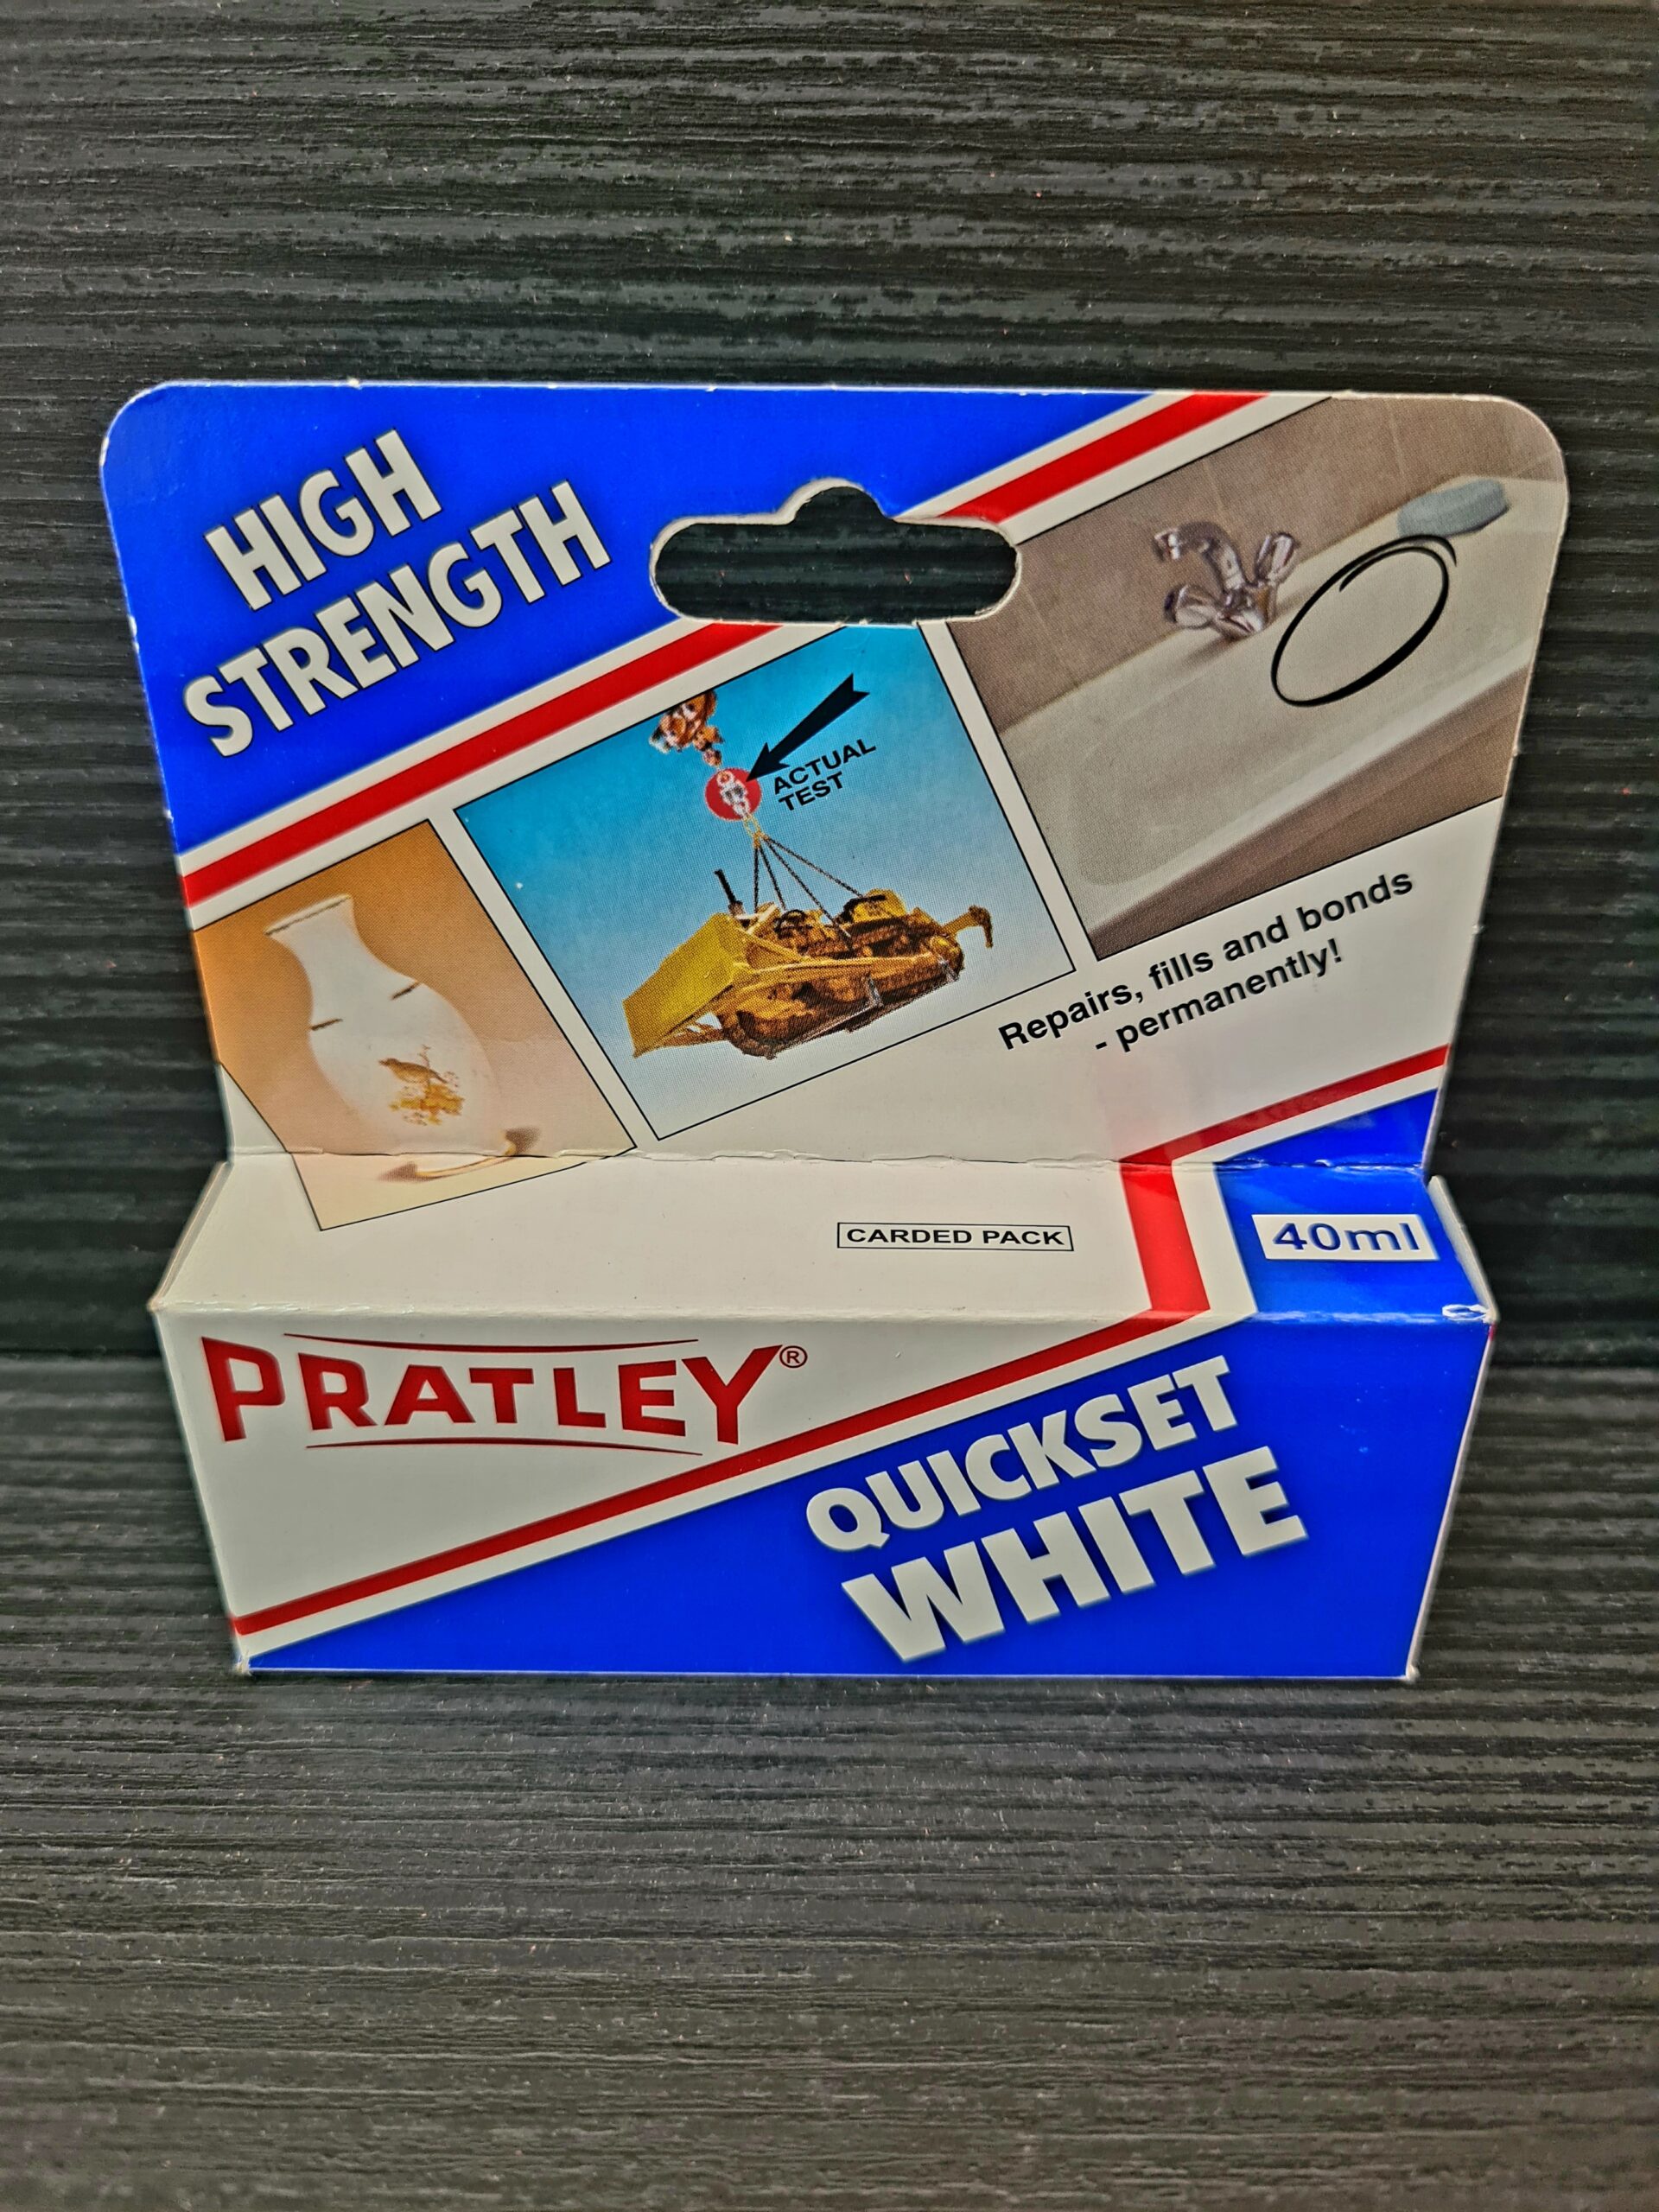 HIGH
STRENGTH
ACTUAL
TEST
Repairs, fills and bonds
- permanently!
CARDED PACK
40ml
PRATLEY®
QUICKSET
WHITE